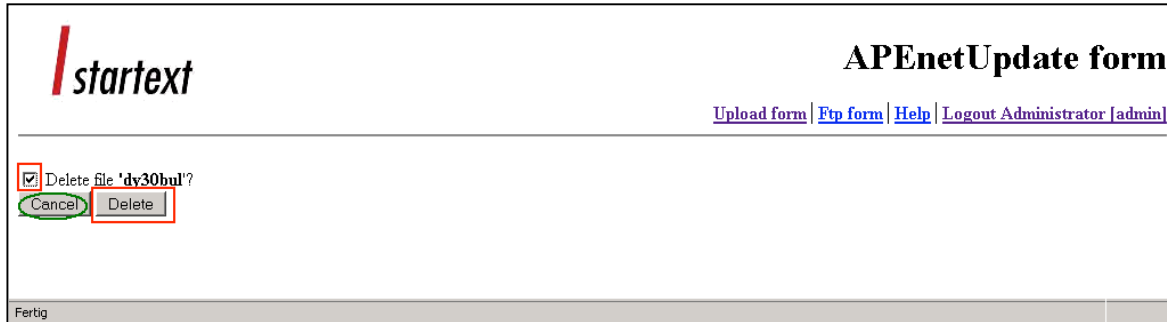 startext
APEnetUpdate form
Upload form | Ftp form | Help | Logout Administrator [admin]
Delete file 'dy30bul'?
Cancel Delete
Fertig